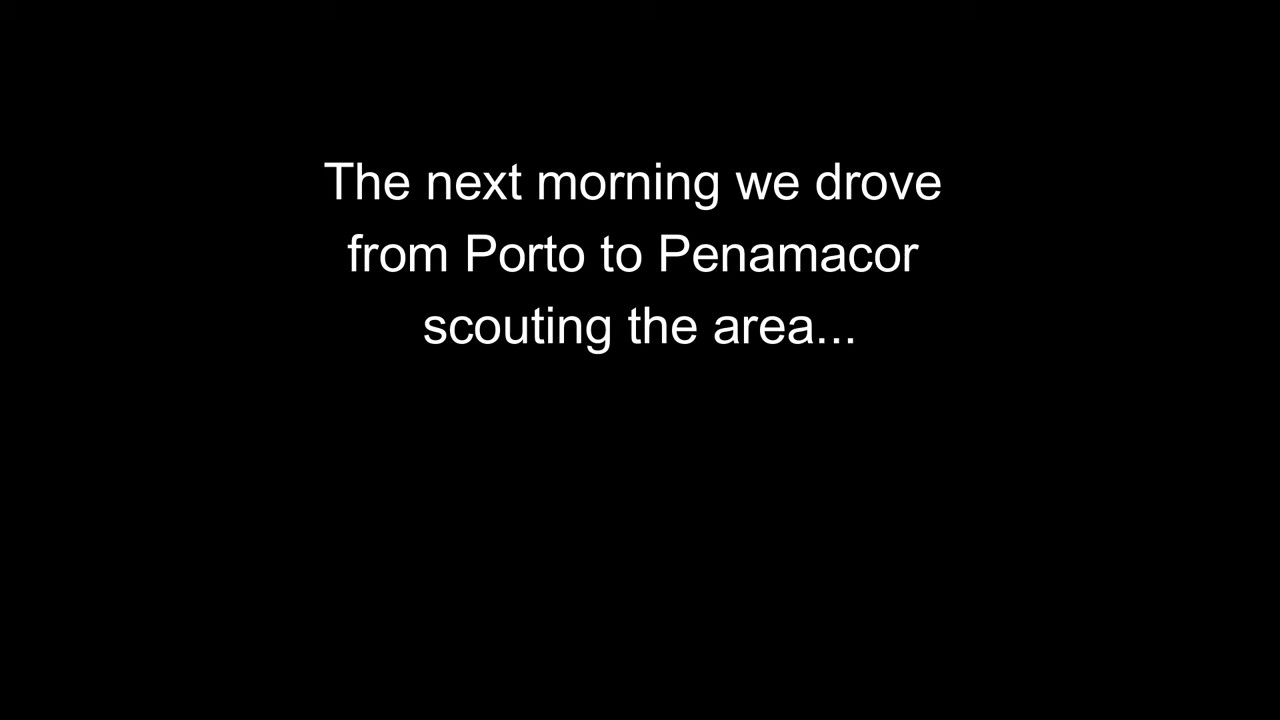 The next morning we drove
from Porto to Penamacor
scouting the area...